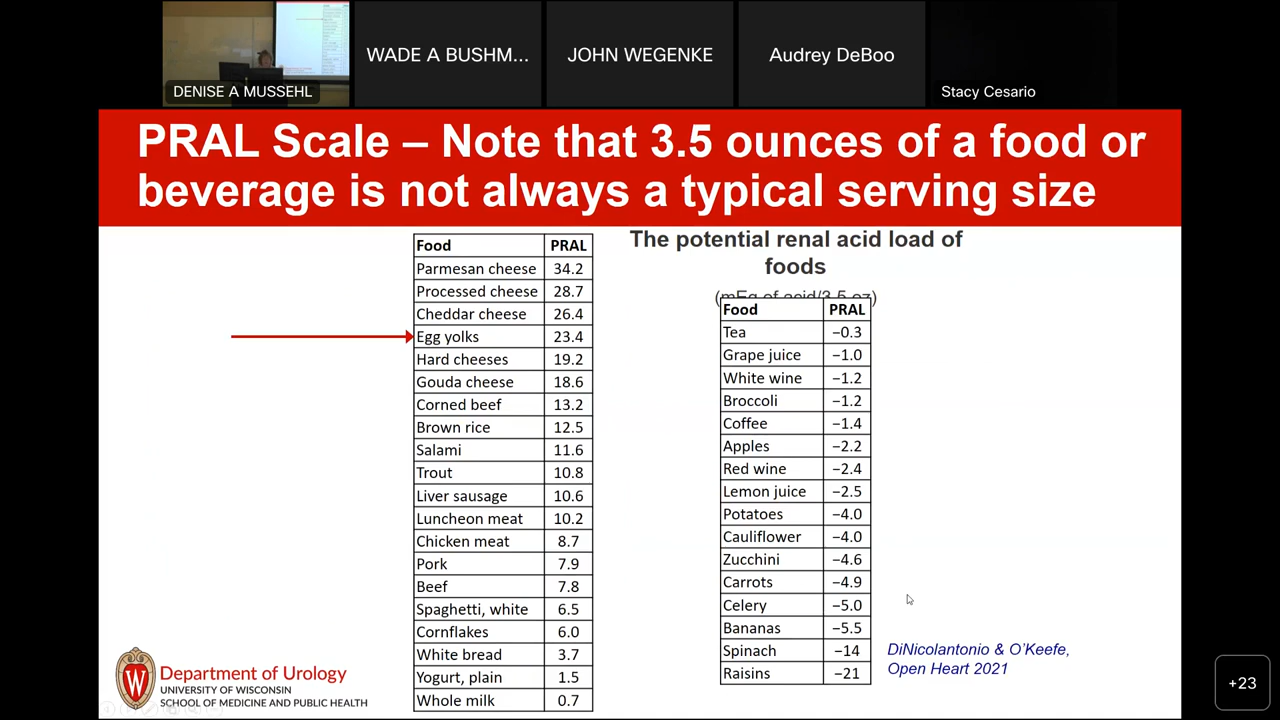 DENISE A MUSSEHL
WADE A BUSHM...
JOHN WEGENKE
Audrey DeBoo
Stacy Cesario
PRAL Scale – Note that 3.5 ounces of a food or
beverage is not always a typical serving size
Food PRAL
Parmesan cheese 34.2
Processed cheese 28.7
Cheddar cheese 26.4
Egg yolks 23.4
Hard cheeses 19.2
Gouda cheese 18.6
Corned beef 13.2
Brown rice 12.5
Salami 11.6
Trout 10.8
Liver sausage 10.6
Luncheon meat 10.2
Chicken meat 8.7
Pork 7.9
Beef 7.8
Spaghetti, white 6.5
Cornflakes 6.0
White bread 3.7
Yogurt, plain 1.5
Whole milk 0.7
The potential renal acid load of
foods
(mEq of acid/3.5 oz)
Food PRAL
Tea −0.3
Grape juice −1.0
White wine −1.2
Broccoli −1.2
Coffee −1.4
Apples −2.2
Red wine −2.4
Lemon juice −2.5
Potatoes −4.0
Cauliflower −4.0
Zucchini −4.6
Carrots −4.9
Celery −5.0
Bananas −5.5
Spinach −14
Raisins −21
DiNicolantonio & O'Keefe,
Open Heart 2021
W
Department of Urology
UNIVERSITY OF WISCONSIN
SCHOOL OF MEDICINE AND PUBLIC HEALTH
+23